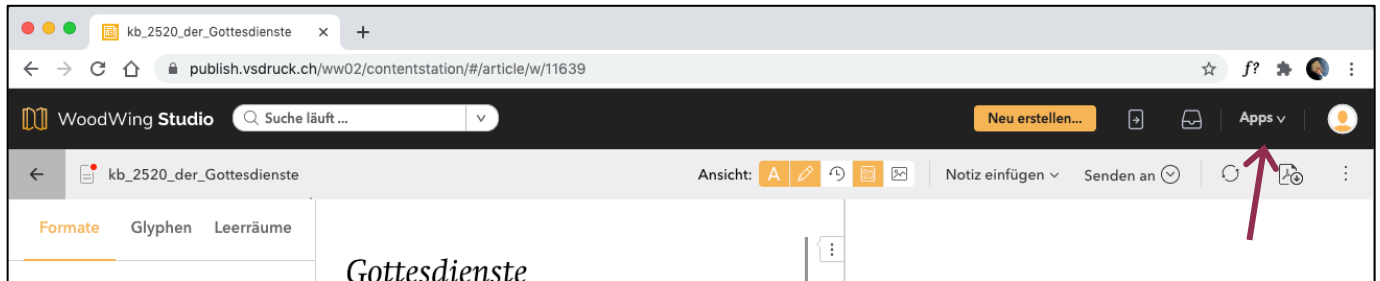 kb_2520_der_Gottesdienste
publish.vsdruck.ch/ww02/contentstation/#/article/w/11639
f?
WoodWing Studio Suche läuft ... Neu erstellen... Apps
kb_2520_der_Gottesdienste Ansicht: A Notiz einfügen Senden an
Formate Glyphen Leerräume
Gottesdienste